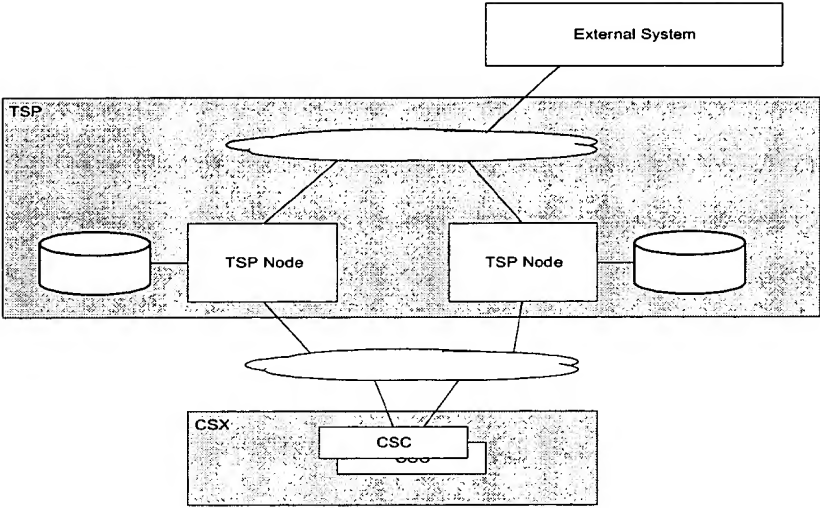 External System
TSP
TSP Node
TSP Node
CSX
CSC